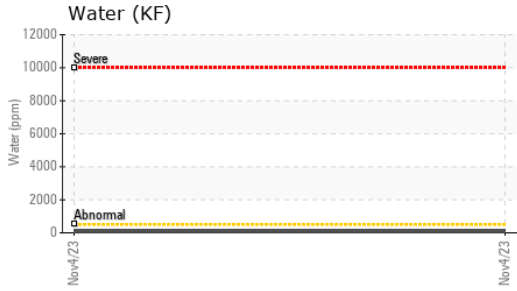 Water (KF)
12000
10000
8000
6000
4000
2000
0
Water (ppm)
Severe
Abnormal
Nov4/23
Nov4/23